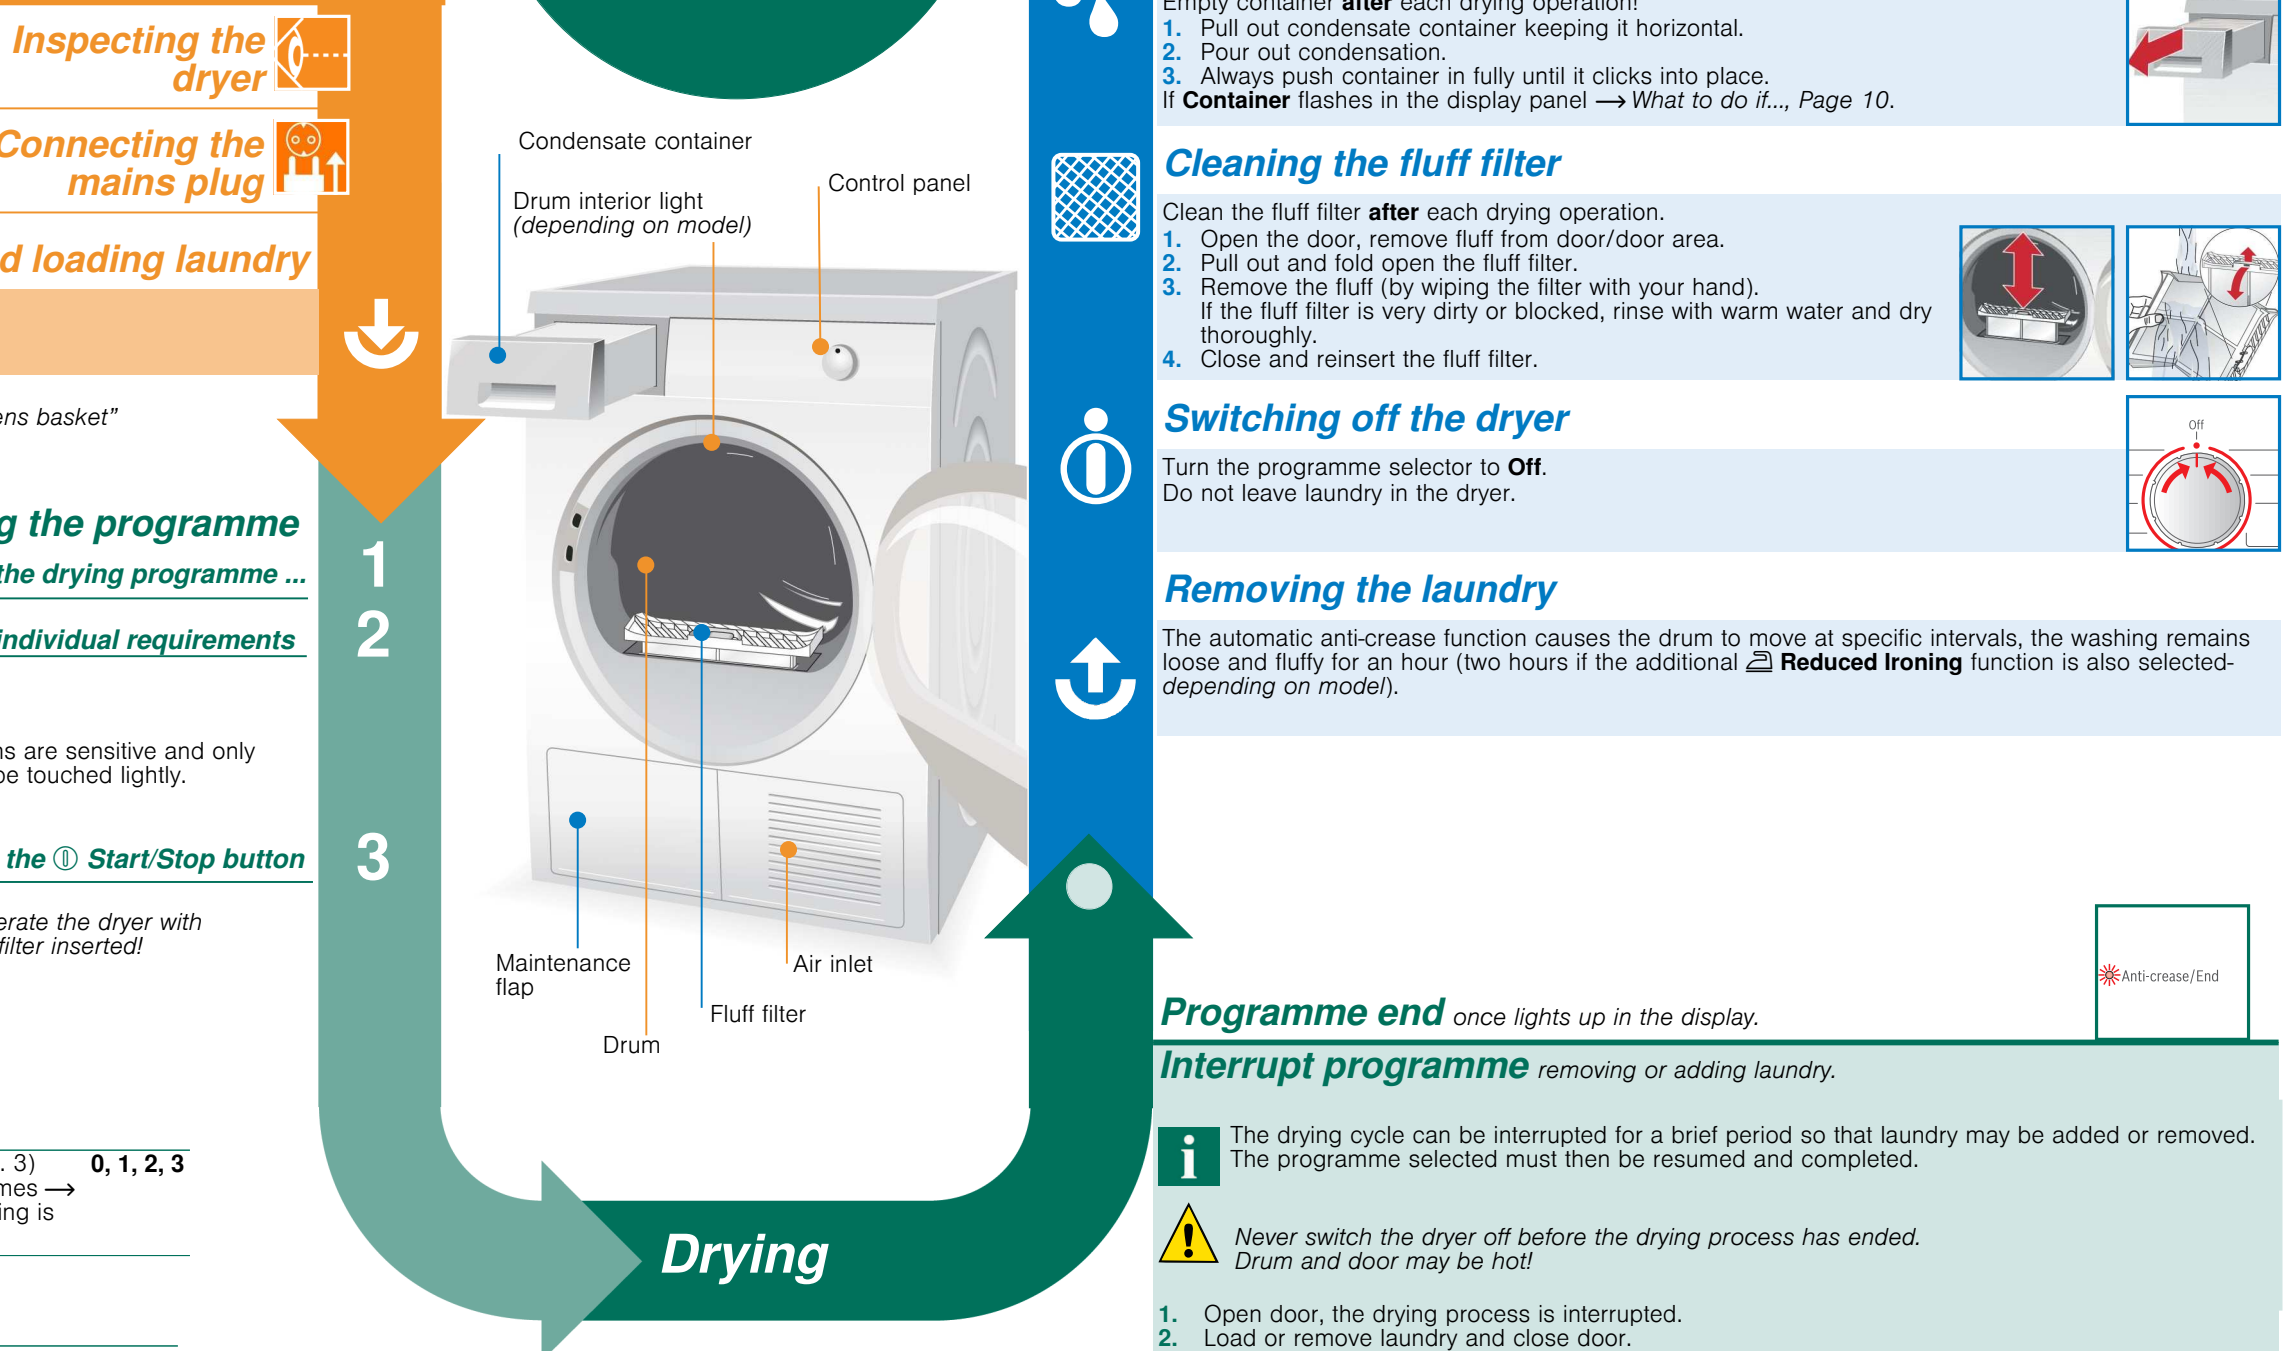 Inspecting the
dryer
Connecting the
mains plug
d loading laundry
ens basket”
g the programme
the drying programme ...
individual requirements
ns are sensitive and only
be touched lightly.
the Start/Stop button
erate the dryer with
filter inserted!
. 3) 0, 1, 2, 3
mes →
ing is
1
2
3
Condensate container
Drum interior light
(depending on model)
Control panel
Maintenance
flap
Air inlet
Fluff filter
Drum
Drying
Empty container after each drying operation!
1. Pull out condensate container keeping it horizontal.
2. Pour out condensation.
3. Always push container in fully until it clicks into place.
If Container flashes in the display panel → What to do if..., Page 10.
Cleaning the fluff filter
Clean the fluff filter after each drying operation.
1. Open the door, remove fluff from door/door area.
2. Pull out and fold open the fluff filter.
3. Remove the fluff (by wiping the filter with your hand).
If the fluff filter is very dirty or blocked, rinse with warm water and dry
thoroughly.
4. Close and reinsert the fluff filter.
Switching off the dryer
Turn the programme selector to Off.
Do not leave laundry in the dryer.
Off
Removing the laundry
The automatic anti-crease function causes the drum to move at specific intervals, the washing remains
loose and fluffy for an hour (two hours if the additional Reduced Ironing function is also selected-
depending on model).
Anti-crease/End
Programme end once lights up in the display.
Interrupt programme removing or adding laundry.
i The drying cycle can be interrupted for a brief period so that laundry may be added or removed.
The programme selected must then be resumed and completed.
Never switch the dryer off before the drying process has ended.
Drum and door may be hot!
1. Open door, the drying process is interrupted.
2. Load or remove laundry and close door.